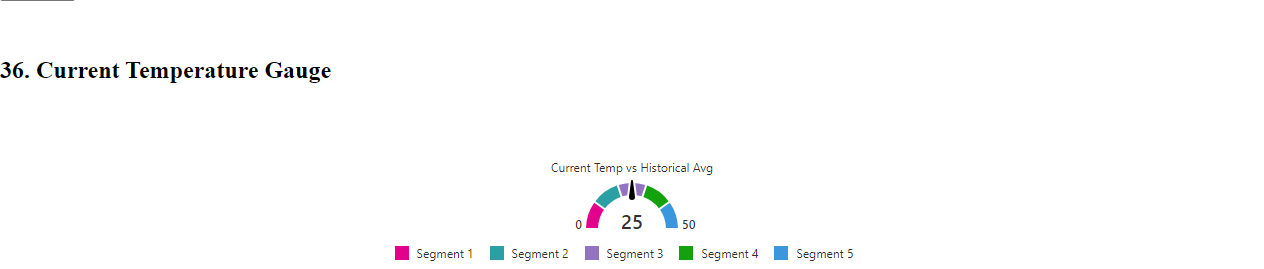 36. Current Temperature Gauge
Current Temp vs Historical Avg
0 25 50
Segment 1 Segment 2 Segment 3 Segment 4 Segment 5